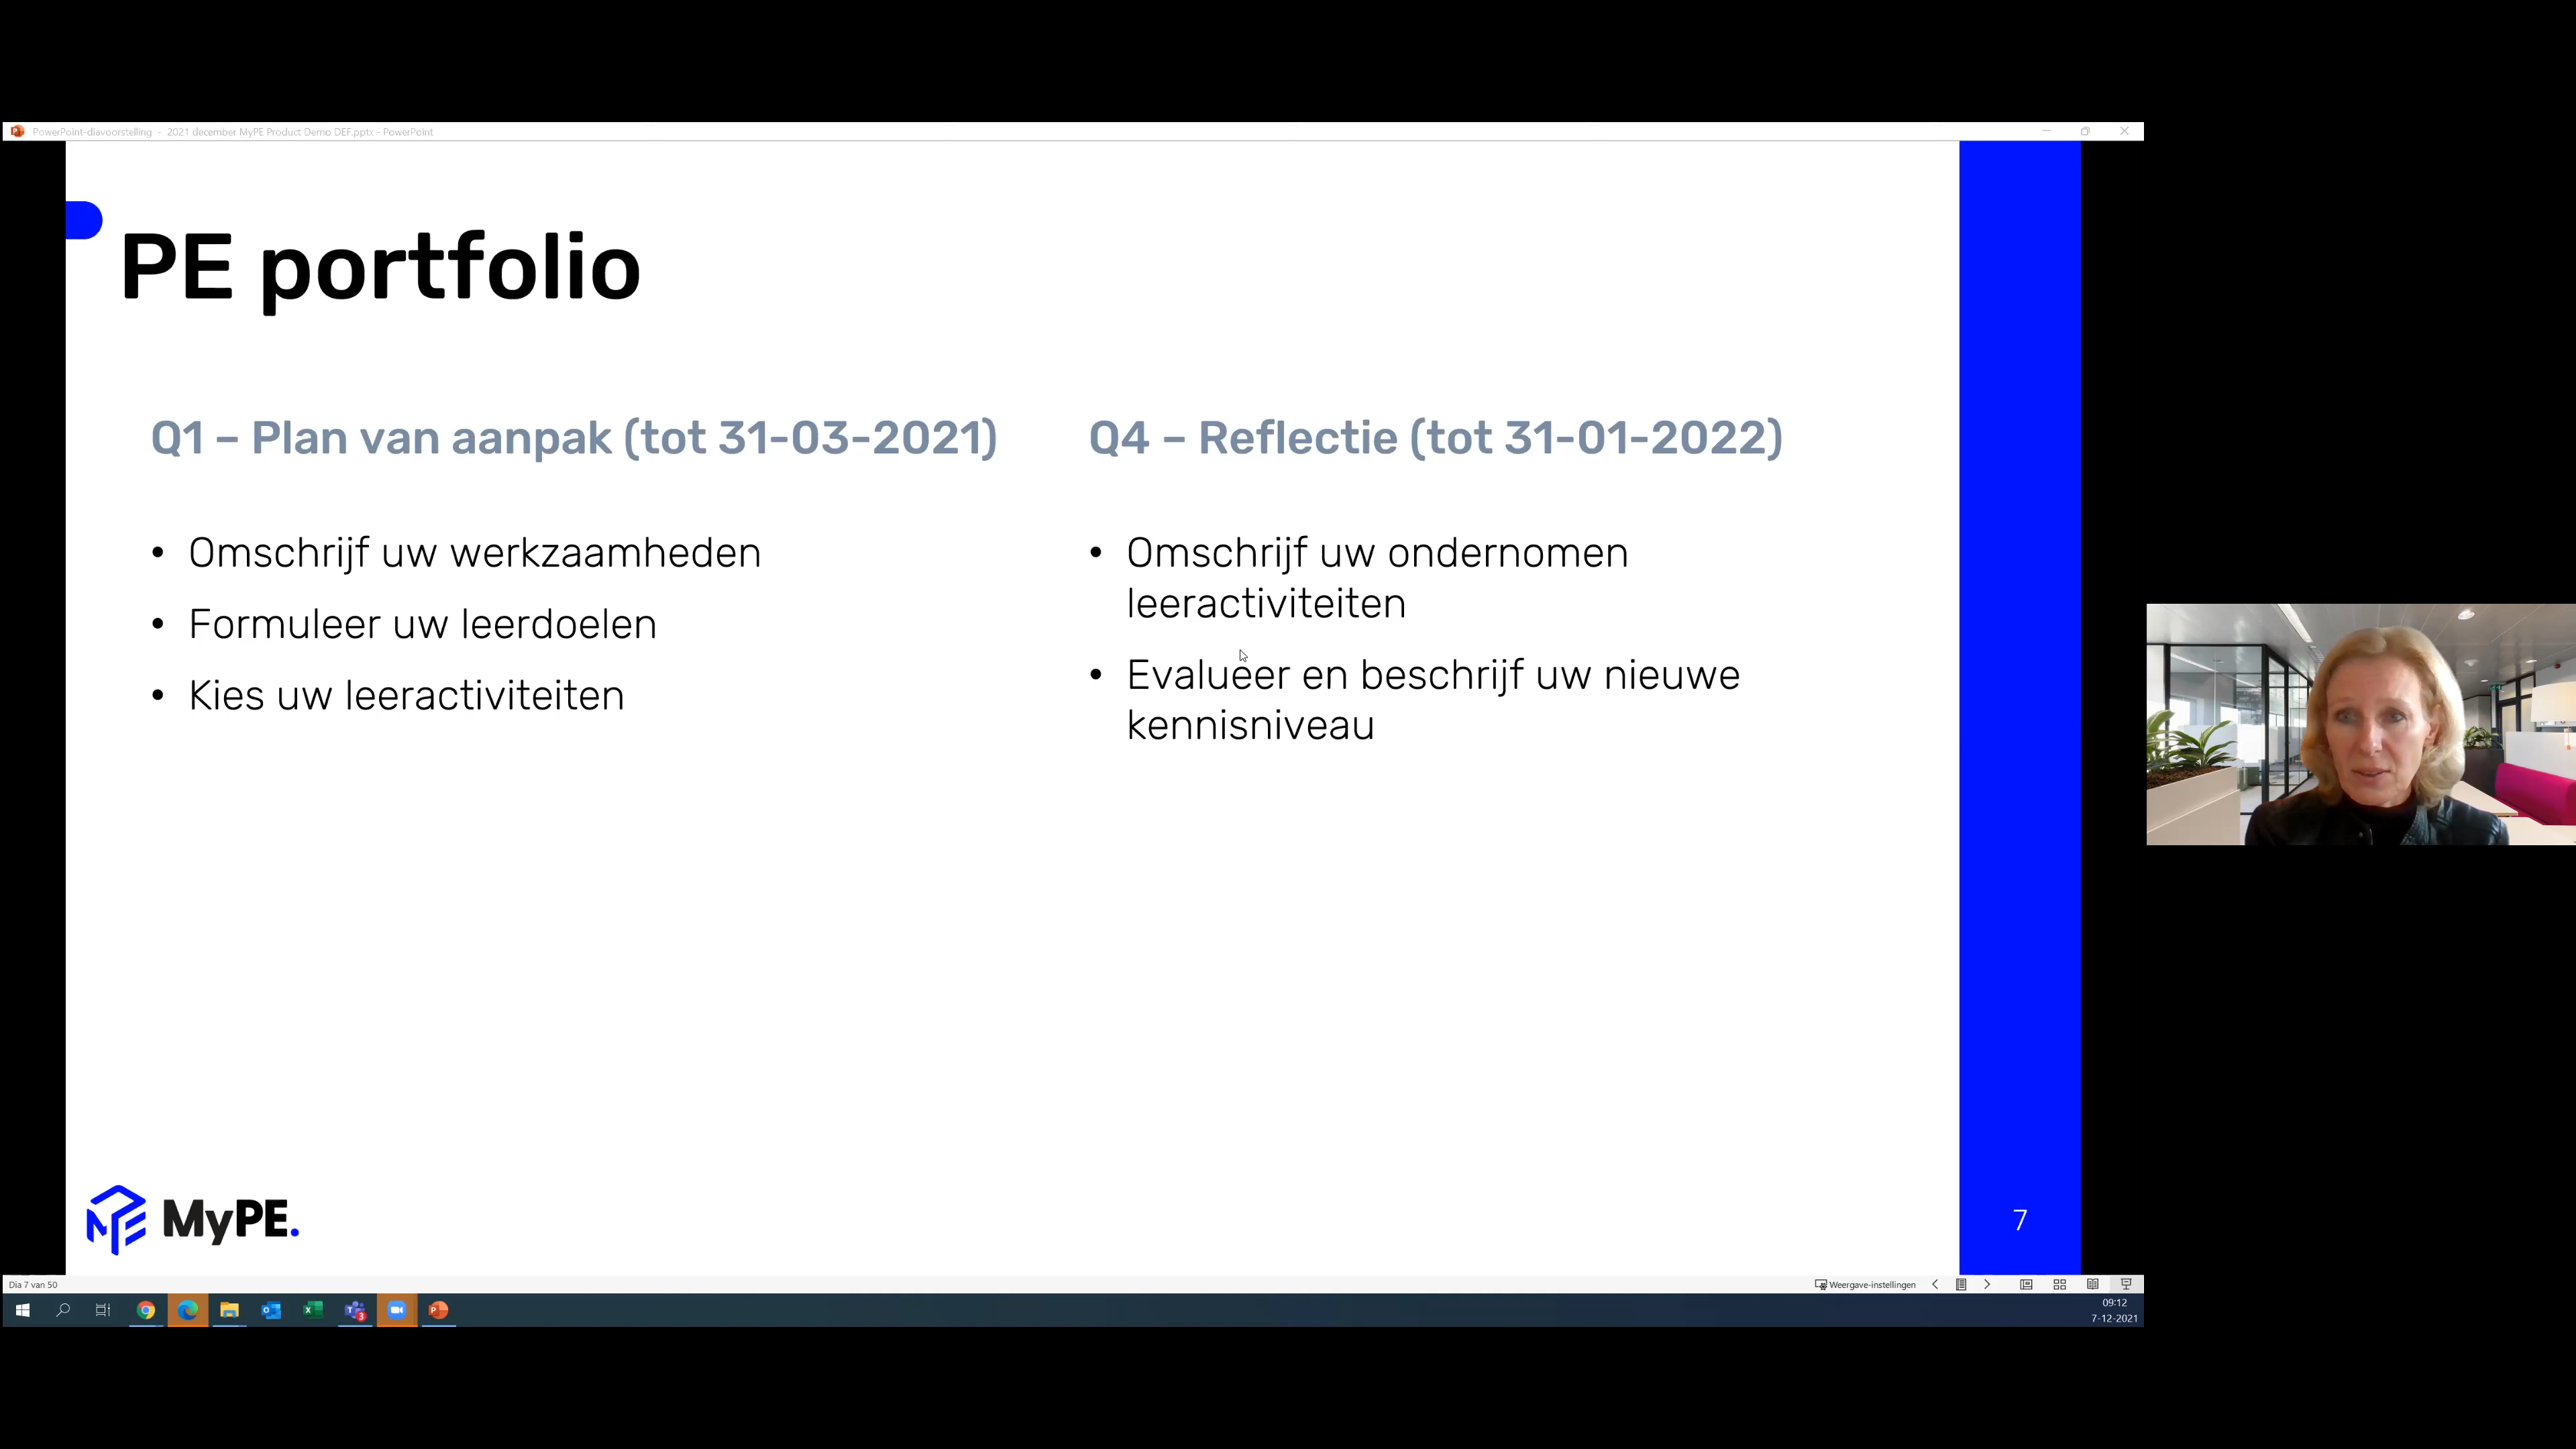 PowerPoint-diavoorstelling - 2021 december MyPE Product Demo DEF.pptx - PowerPoint
PE portfolio
Q1 – Plan van aanpak (tot 31-03-2021)
• Omschrijf uw werkzaamheden
• Formuleer uw leerdoelen
• Kies uw leeractiviteiten
Q4 – Reflectie (tot 31-01-2022)
• Omschrijf uw ondernomen
leeractiviteiten
• Evalueer en beschrijf uw nieuwe
kennisniveau
MyPE.
7
Dia 7 van 50
Weergave-instellingen
3
09:12
7-12-2021